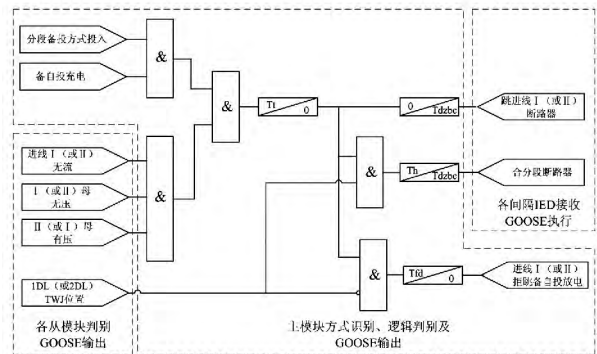 分段备投方式投入
备自投充电
&
&
Tt
0
0
Tdzbc
跳进线Ⅰ（或Ⅱ）
断路器
进线Ⅰ（或Ⅱ）
无流
Ⅰ（或Ⅱ）母
无压
Ⅱ（或Ⅰ）母
有压
&
&
Th
Tdzbc
合分段断路器
各间隔IED接收
GOOSE执行
1DL（或2DL）
TWJ位置
&
Tfd
0
进线Ⅰ（或Ⅱ）
拒跳备自投放电
各从模块判别
GOOSE输出
主模块方式识别、逻辑判别及
GOOSE输出